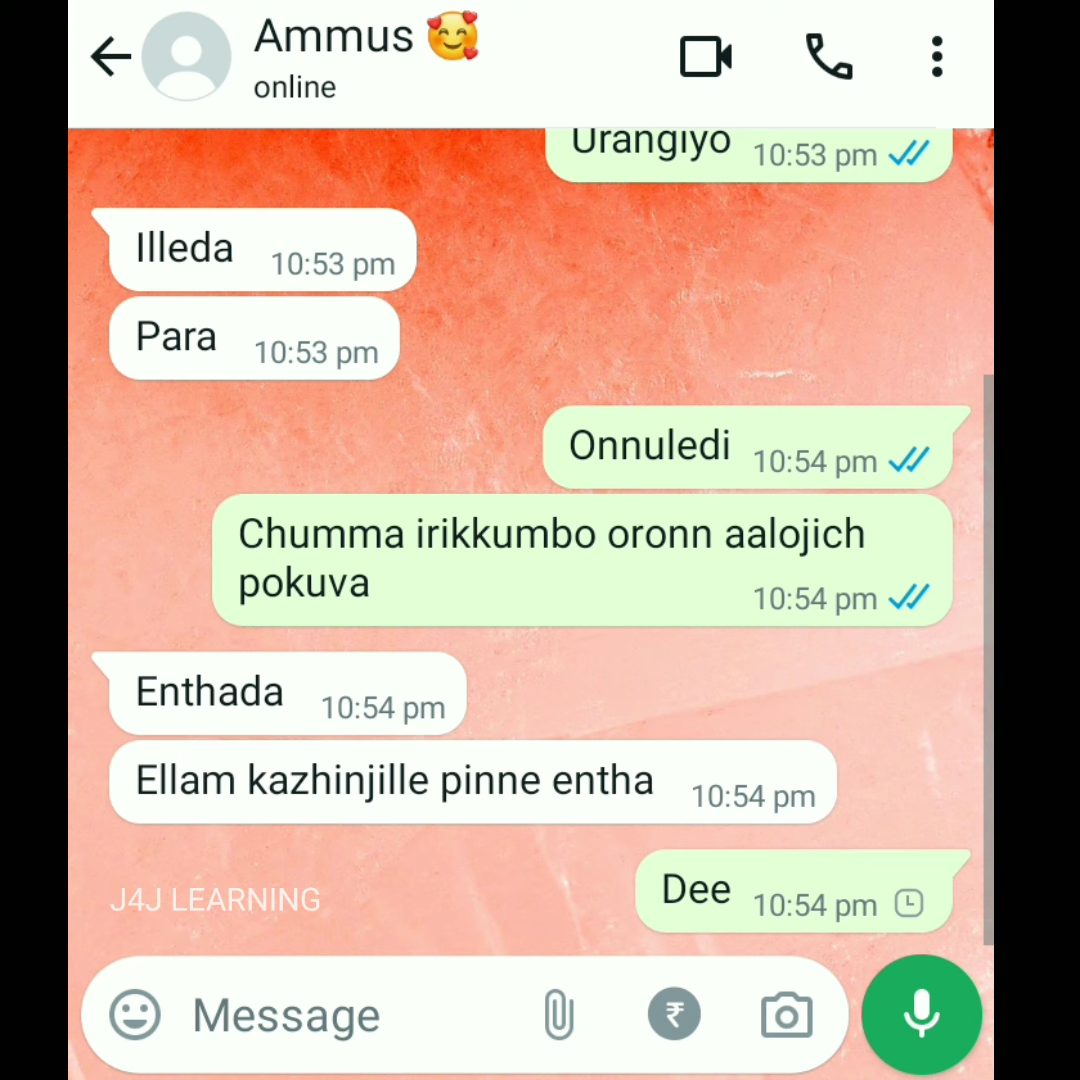 Ammus 🥰
online
Urangiyo 10:53 pm
Illeda 10:53 pm
Para 10:53 pm
Onnuledi 10:54 pm
Chumma irikkumbo oronn aalojich
pokuva 10:54 pm
Enthada 10:54 pm
Ellam kazhinjille pinne entha 10:54 pm
Dee 10:54 pm
J4J LEARNING
Message ₹